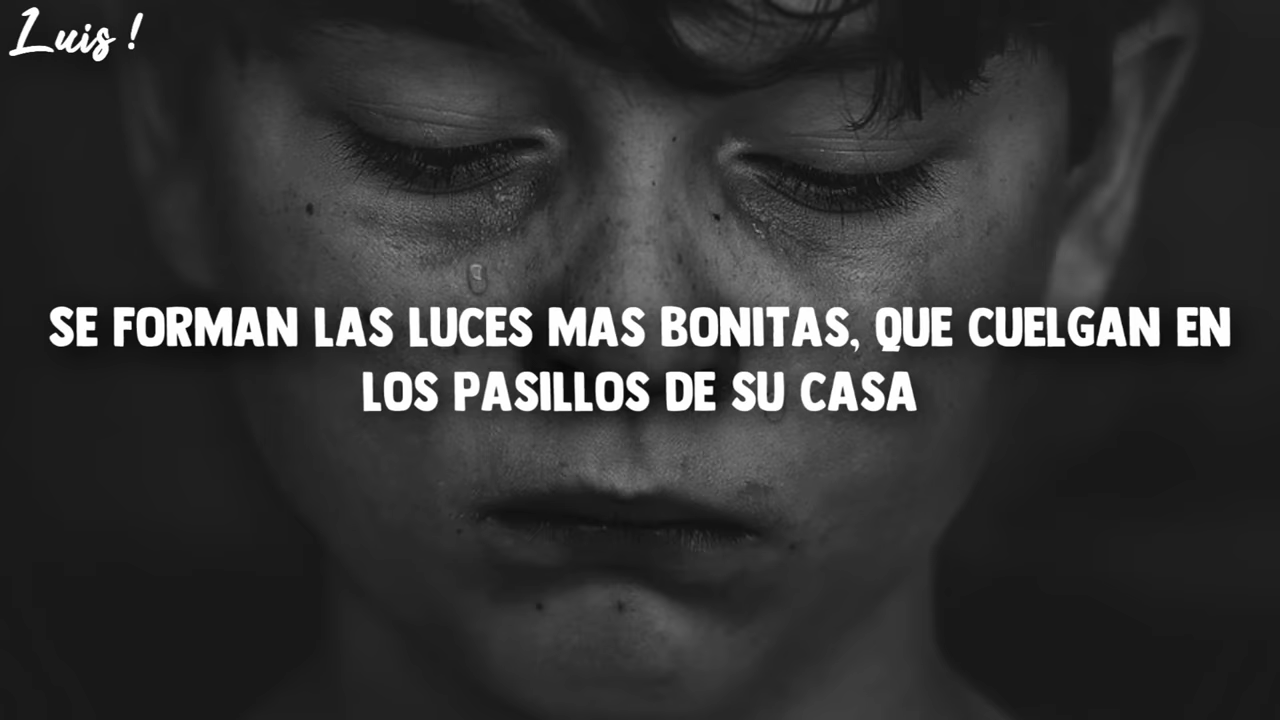 Luis !
SE FORMAN LAS LUCES MAS BONITAS, QUE CUELGAN EN
LOS PASILLOS DE SU CASA